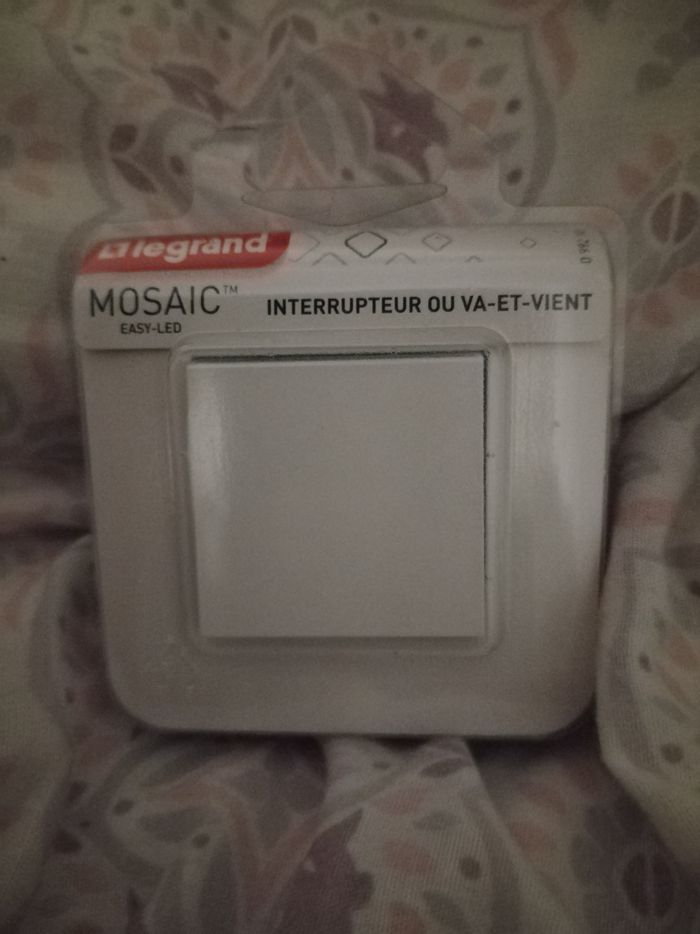 legrand
MOSAIC™
EASY-LED
INTERRUPTEUR OU VA-ET-VIENT